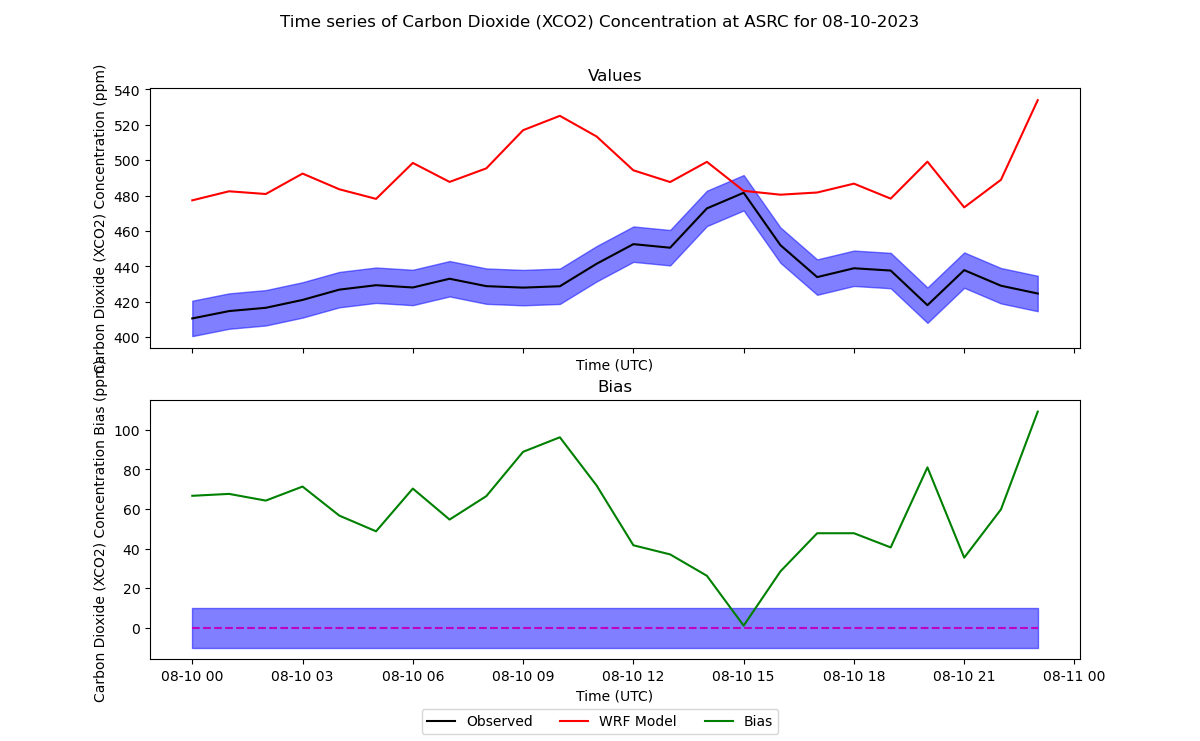 Time series of Carbon Dioxide (XCO2) Concentration at ASRC for 08-10-2023
Values
Carbon Dioxide (XCO2) Concentration (ppm)
540
520
500
480
460
440
420
400
Time (UTC)
Bias
Carbon Dioxide (XCO2) Concentration Bias (ppm)
100
80
60
40
20
0
08-10 00 08-10 03 08-10 06 08-10 09 08-10 12 08-10 15 08-10 18 08-10 21 08-11 00
Time (UTC)
Observed WRF Model Bias